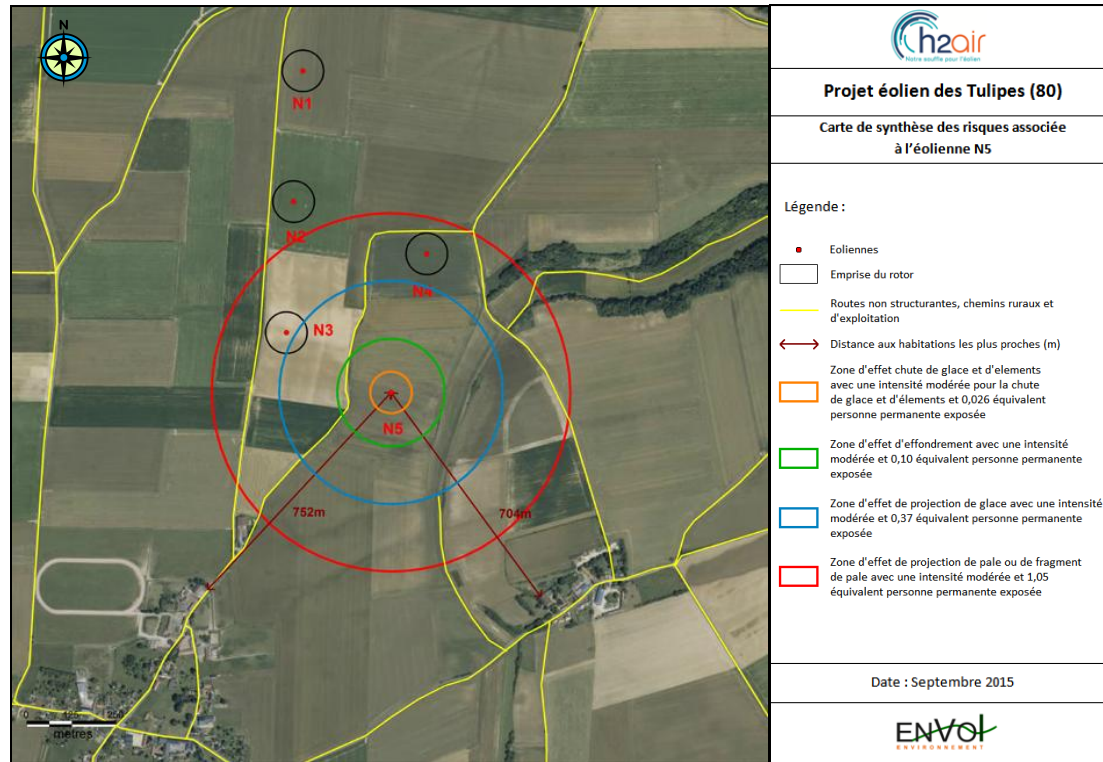 N
N1
N2
N4
N3
N5
752m
704m
0 125 250
metres
h2air
Notre souffle pour l'éolien
Projet éolien des Tulipes (80)
Carte de synthèse des risques associée
à l'éolienne N5
Légende :
Eoliennes
Emprise du rotor
Routes non structurantes, chemins ruraux et
d'exploitation
Distance aux habitations les plus proches (m)
Zone d'effet chute de glace et d'elements
avec une intensité modérée pour la chute
de glace et d'élements et 0,026 équivalent
personne permanente exposée
Zone d'effet d'effondrement avec une intensité
modérée et 0,10 équivalent personne permanente
exposée
Zone d'effet de projection de glace avec une intensité
modérée et 0,37 équivalent personne permanente
exposée
Zone d'effet de projection de pale ou de fragment
de pale avec une intensité modérée et 1,05
équivalent personne permanente exposée
Date : Septembre 2015
ENVOL
ENVIRONNEMENT